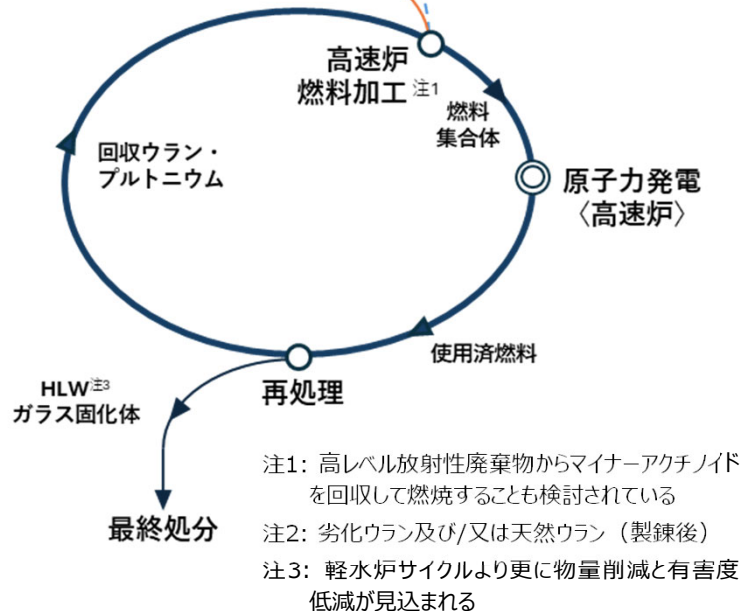 高速炉
燃料加工 注1
燃料
集合体
回収ウラン・
プルトニウム
原子力発電
〈高速炉〉
使用済燃料
再処理
HLW注3
ガラス固化体
最終処分
注1: 高レベル放射性廃棄物からマイナーアクチノイド
を回収して燃焼することも検討されている
注2: 劣化ウラン及び/又は天然ウラン（製錬後）
注3: 軽水炉サイクルより更に物量削減と有害度
低減が見込まれる